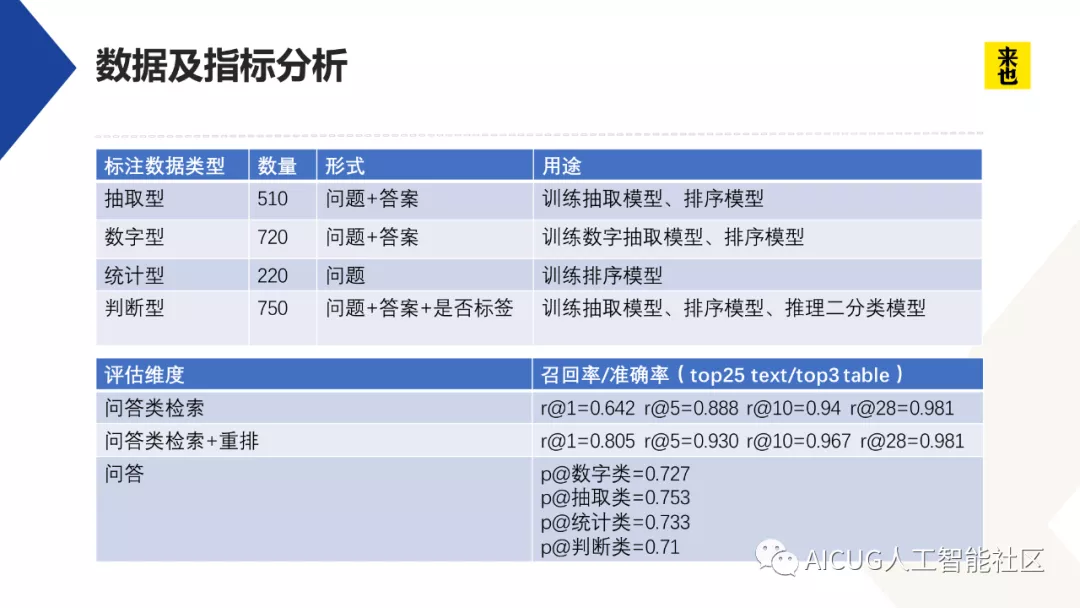 数据及指标分析
来也
标注数据类型 数量 形式 用途
抽取型 510 问题+答案 训练抽取模型、排序模型
数字型 720 问题+答案 训练数字抽取模型、排序模型
统计型 220 问题 训练排序模型
判断型 750 问题+答案+是否标签 训练抽取模型、排序模型、推理二分类模型
评估维度 召回率/准确率（top25 text/top3 table）
问答类检索 r@1=0.642 r@5=0.888 r@10=0.94 r@28=0.981
问答类检索+重排 r@1=0.805 r@5=0.930 r@10=0.967 r@28=0.981
问答 p@数字类=0.727
p@抽取类=0.753
p@统计类=0.733
p@判断类=0.71
AICUG人工智能社区